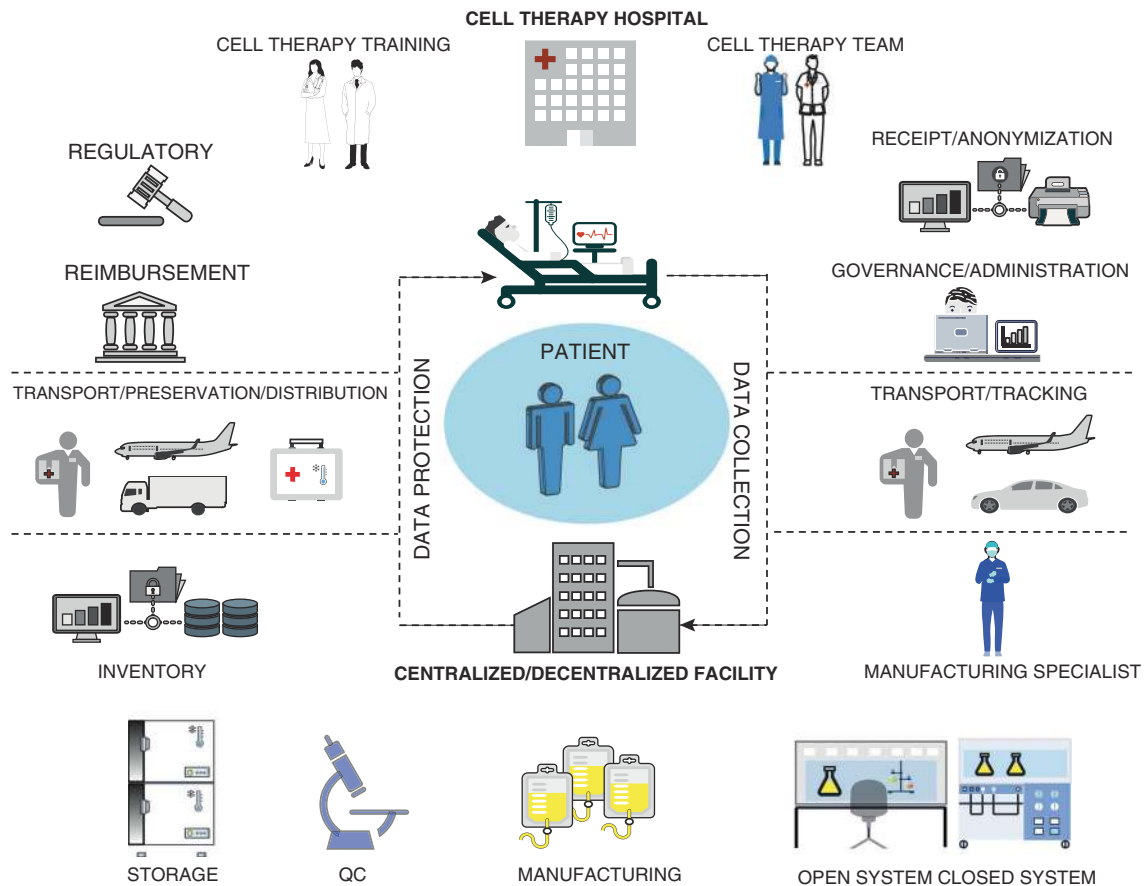 CELL THERAPY HOSPITAL
CELL THERAPY TRAINING
CELL THERAPY TEAM
REGULATORY
RECEIPT/ANONYMIZATION
REIMBURSEMENT
GOVERNANCE/ADMINISTRATION
PATIENT
TRANSPORT/PRESERVATION/DISTRIBUTION
DATA PROTECTION
DATA COLLECTION
TRANSPORT/TRACKING
INVENTORY
CENTRALIZED/DECENTRALIZED FACILITY
MANUFACTURING SPECIALIST
STORAGE
QC
MANUFACTURING
OPEN SYSTEM CLOSED SYSTEM